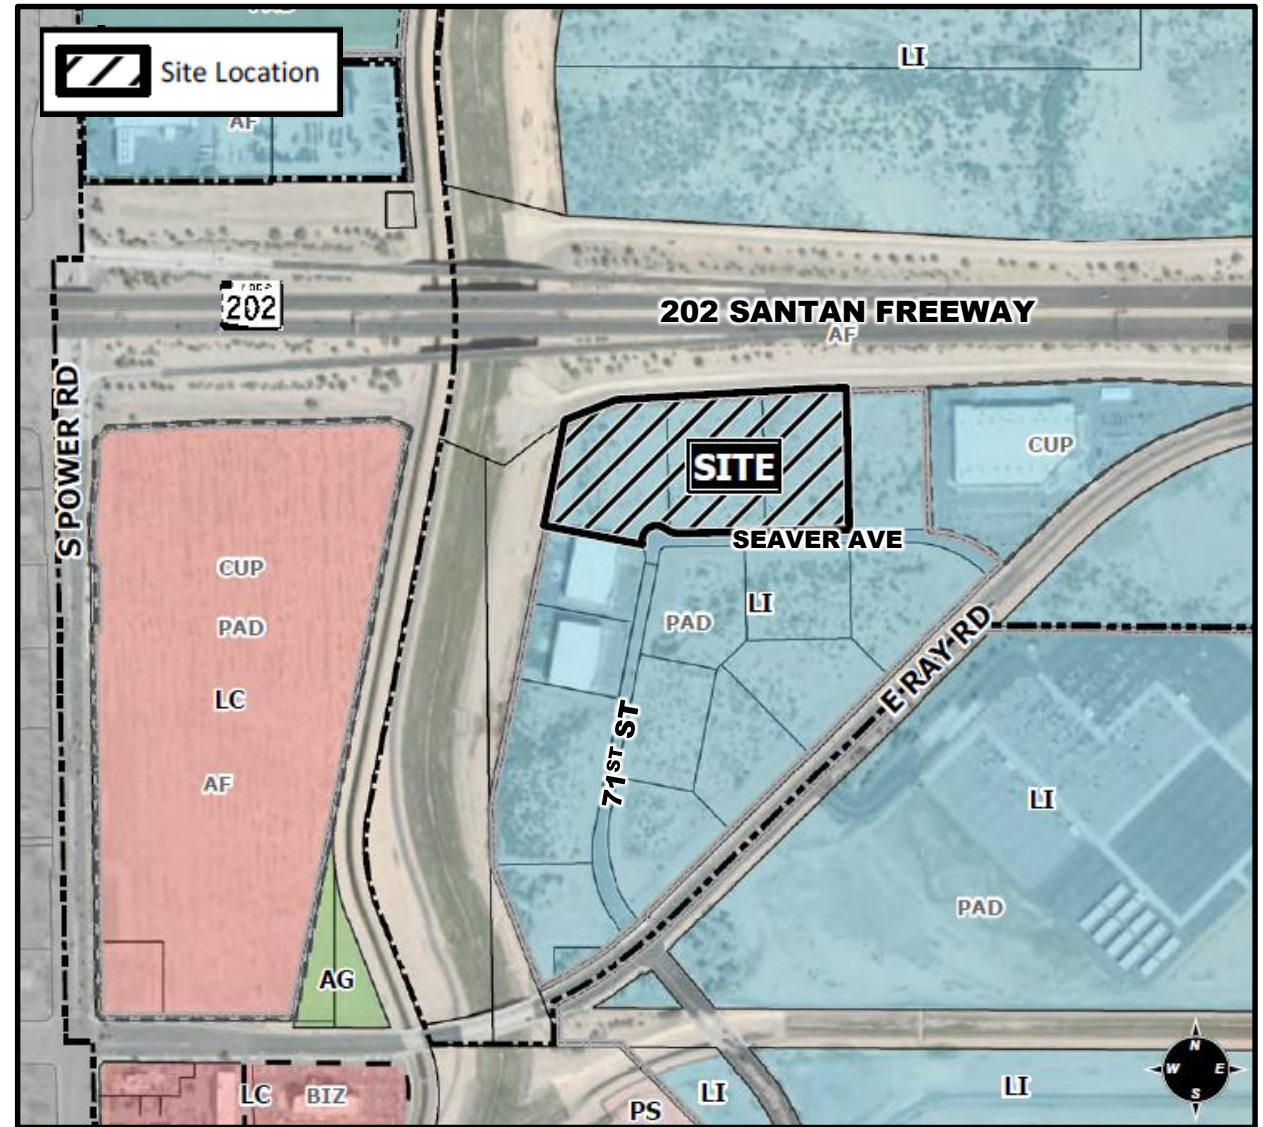 LI
Site Location
AF
LOOP
202
202 SANTAN FREEWAY
AF
S POWER RD
CUP
SITE
SEAVER AVE
CUP
PAD
LI
PAD
E RAY RD
LC
71ST ST
AF
LI
PAD
AG
N
W E
S
LC
BIZ
LI
LI
PS